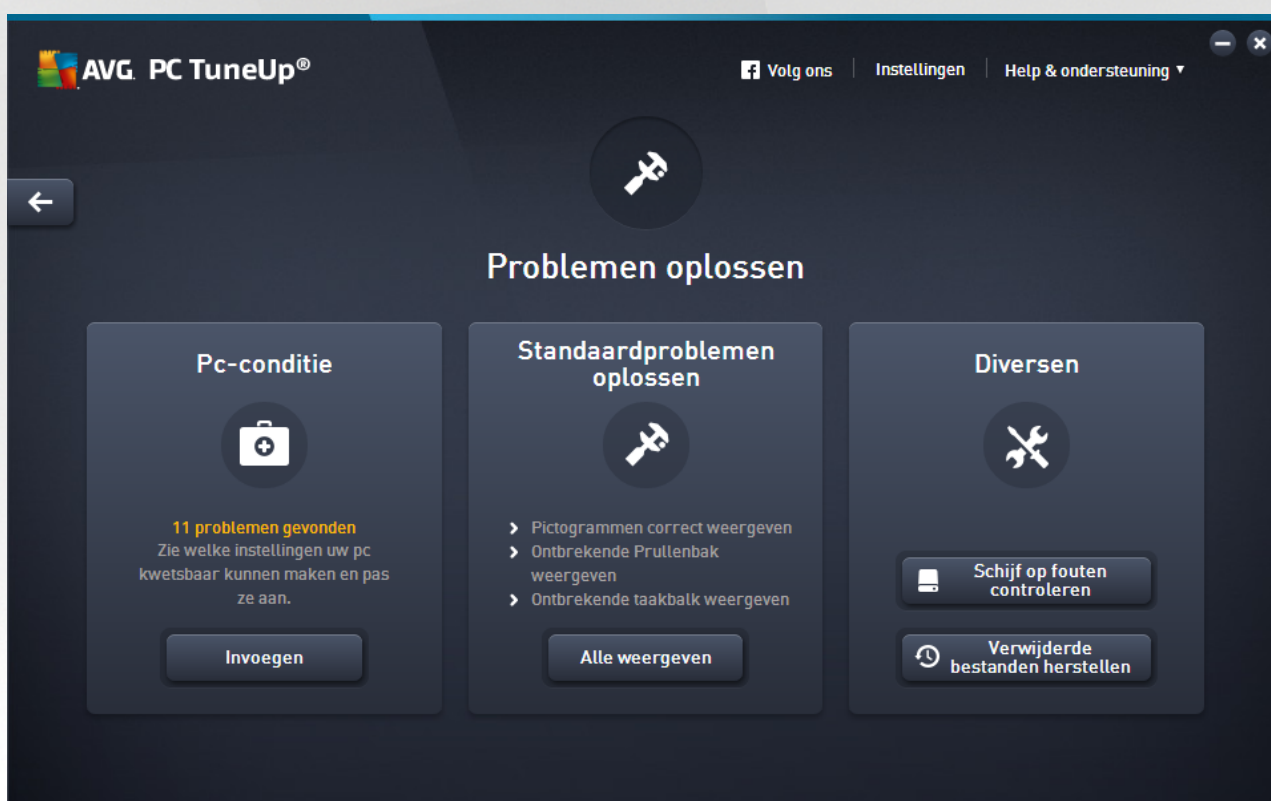 AVG. PC TuneUp®
Volg ons
Instellingen
Help & ondersteuning
Problemen oplossen
Pc-conditie
11 problemen gevonden
Zie welke instellingen uw pc
kwetsbaar kunnen maken en pas
ze aan.
Invoegen
Standaardproblemen
oplossen
Pictogrammen correct weergeven
Ontbrekende Prullenbak
weergeven
Ontbrekende taakbalk weergeven
Alle weergeven
Diversen
Schijf op fouten
controleren
Verwijderde
bestanden herstellen